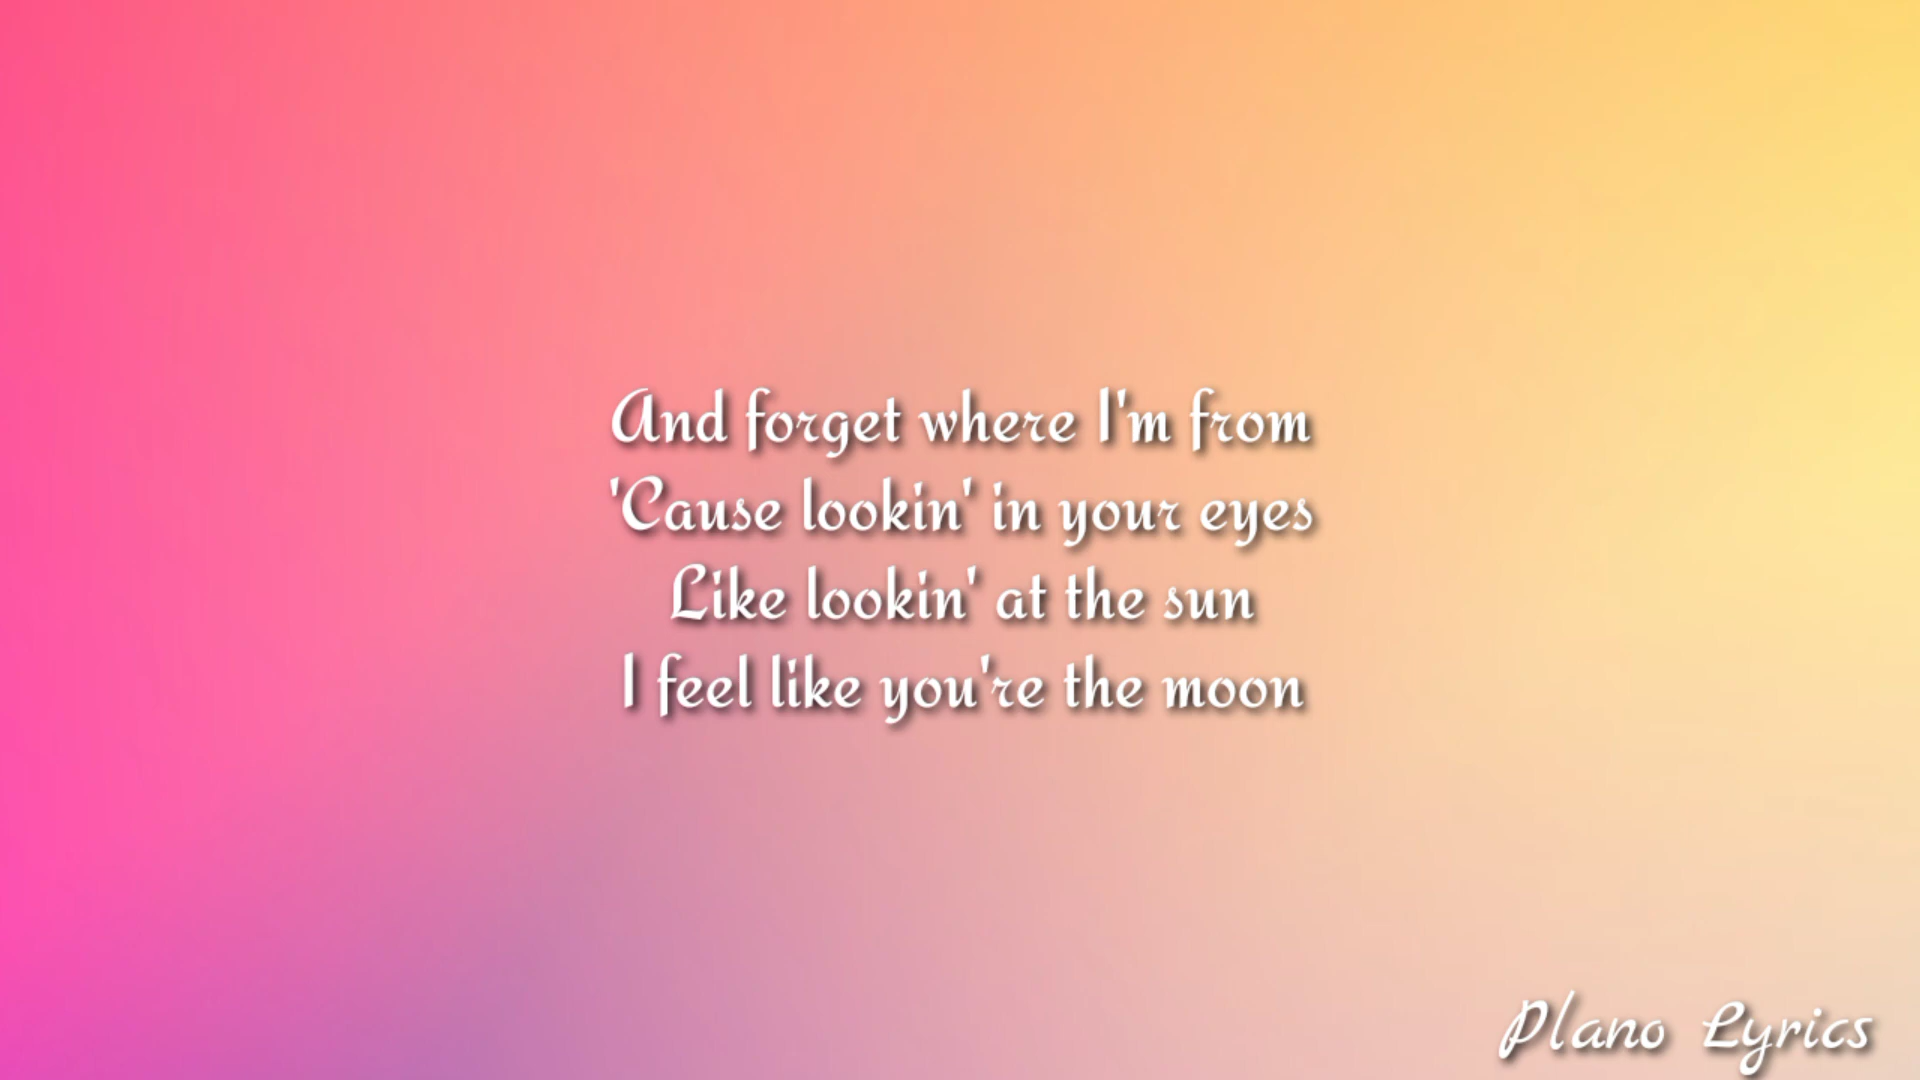 And forget where I'm from
'Cause lookin' in your eyes
Like lookin' at the sun
I feel like you're the moon
Plano Lyrics